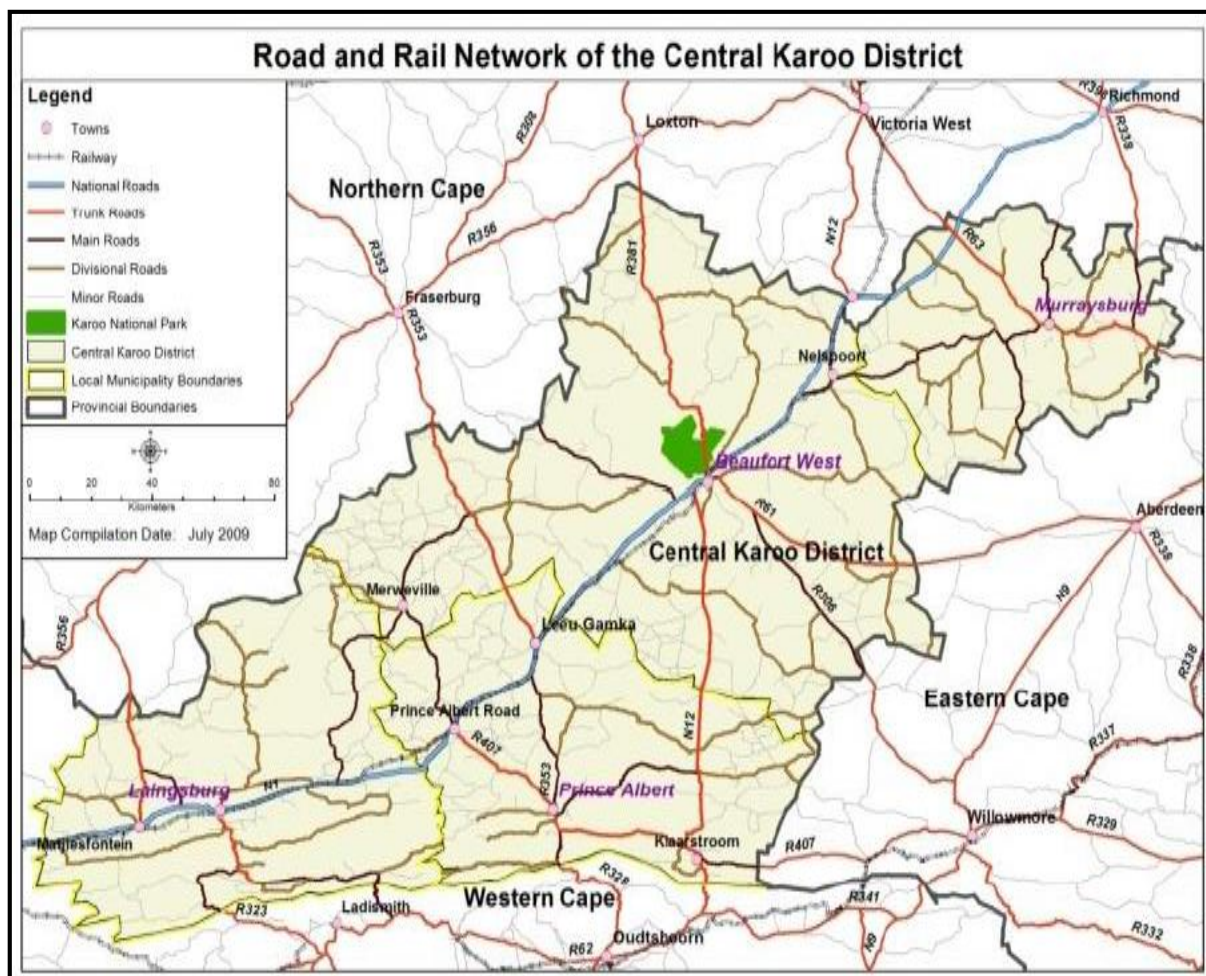 Road and Rail Network of the Central Karoo District
Legend
Towns
Railway
National Roads
Trunk Roads
Main Roads
Divisional Roads
Minor Roads
Karoo National Park
Central Karoo District
Local Municipality Boundaries
Provincial Boundaries
0 20 40 60 80
Kilometers
Map Compilation Date: July 2009
R398
Richmond
R308
Loxton
Victoria West
R338
Northern Cape
R356
R353
R381
N12
R63
Fraserburg
R353
Murraysburg
Nelspoort
Beaufort West
R61
Aberdeen
R338
Central Karoo District
Merweville
R306
N9
R356
Leeu Gamka
R338
Eastern Cape
Prince Albert Road
R407
N12
R337
Laingsburg
N1
R353
Prince Albert
Matjiesfontein
Klaarstroom
R407
Willowmore
R329
Western Cape
R328
R341
R323
Ladismith
R62
Oudtshoorn
N9
R332